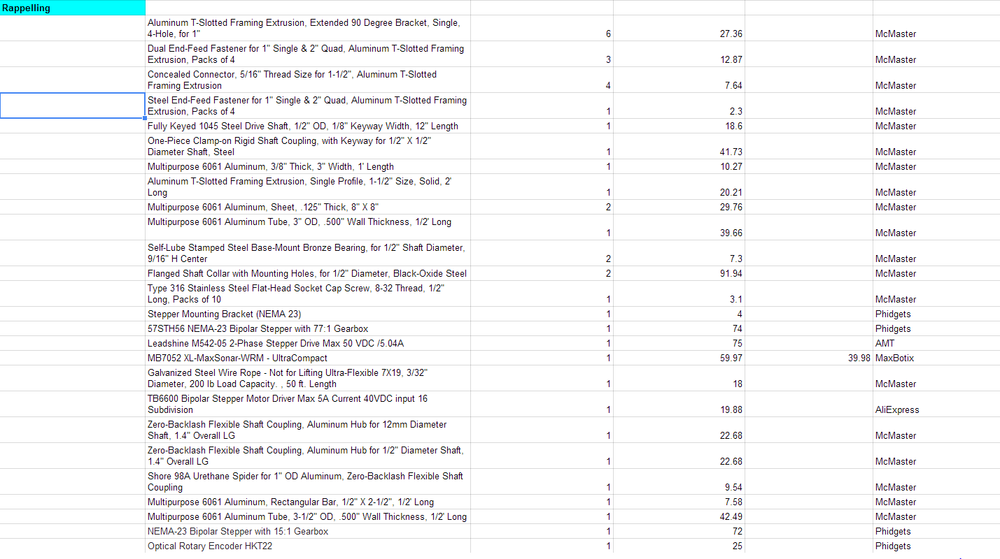 Rappelling
Aluminum T-Slotted Framing Extrusion, Extended 90 Degree Bracket, Single,
4-Hole, for 1" 6 27.36 McMaster
Dual End-Feed Fastener for 1" Single & 2" Quad, Aluminum T-Slotted Framing
Extrusion, Packs of 4 3 12.87 McMaster
Concealed Connector, 5/16" Thread Size for 1-1/2", Aluminum T-Slotted
Framing Extrusion 4 7.64 McMaster
Steel End-Feed Fastener for 1" Single & 2" Quad, Aluminum T-Slotted Framing
Extrusion, Packs of 4 1 2.3 McMaster
Fully Keyed 1045 Steel Drive Shaft, 1/2" OD, 1/8" Keyway Width, 12" Length 1 18.6 McMaster
One-Piece Clamp-on Rigid Shaft Coupling, with Keyway for 1/2" X 1/2"
Diameter Shaft, Steel 1 41.73 McMaster
Multipurpose 6061 Aluminum, 3/8" Thick, 3" Width, 1' Length 1 10.27 McMaster
Aluminum T-Slotted Framing Extrusion, Single Profile, 1-1/2" Size, Solid, 2'
Long 1 20.21 McMaster
Multipurpose 6061 Aluminum, Sheet, .125" Thick, 8" X 8" 2 29.76 McMaster
Multipurpose 6061 Aluminum Tube, 3" OD, .500" Wall Thickness, 1/2' Long
1 39.66 McMaster
Self-Lube Stamped Steel Base-Mount Bronze Bearing, for 1/2" Shaft Diameter,
9/16" H Center 2 7.3 McMaster
Flanged Shaft Collar with Mounting Holes, for 1/2" Diameter, Black-Oxide Steel 2 91.94 McMaster
Type 316 Stainless Steel Flat-Head Socket Cap Screw, 8-32 Thread, 1/2"
Long, Packs of 10 1 3.1 McMaster
Stepper Mounting Bracket (NEMA 23) 1 4 Phidgets
57STH56 NEMA-23 Bipolar Stepper with 77:1 Gearbox 1 74 Phidgets
Leadshine M542-05 2-Phase Stepper Drive Max 50 VDC /5.04A 1 75 AMT
MB7052 XL-MaxSonar-WRM - UltraCompact 1 59.97 39.98 MaxBotix
Galvanized Steel Wire Rope - Not for Lifting Ultra-Flexible 7X19, 3/32"
Diameter, 200 lb Load Capacity. , 50 ft. Length 1 18 McMaster
TB6600 Bipolar Stepper Motor Driver Max 5A Current 40VDC input 16
Subdivision 1 19.88 AliExpress
Zero-Backlash Flexible Shaft Coupling, Aluminum Hub for 12mm Diameter
Shaft, 1.4" Overall LG 1 22.68 McMaster
Zero-Backlash Flexible Shaft Coupling, Aluminum Hub for 1/2" Diameter Shaft,
1.4" Overall LG 1 22.68 McMaster
Shore 98A Urethane Spider for 1" OD Aluminum, Zero-Backlash Flexible Shaft
Coupling 1 9.54 McMaster
Multipurpose 6061 Aluminum, Rectangular Bar, 1/2" X 2-1/2", 1/2' Long 1 7.58 McMaster
Multipurpose 6061 Aluminum Tube, 3-1/2" OD, .500" Wall Thickness, 1/2' Long 1 42.49 McMaster
NEMA-23 Bipolar Stepper with 15:1 Gearbox 1 72 Phidgets
Optical Rotary Encoder HKT22 1 25 Phidgets